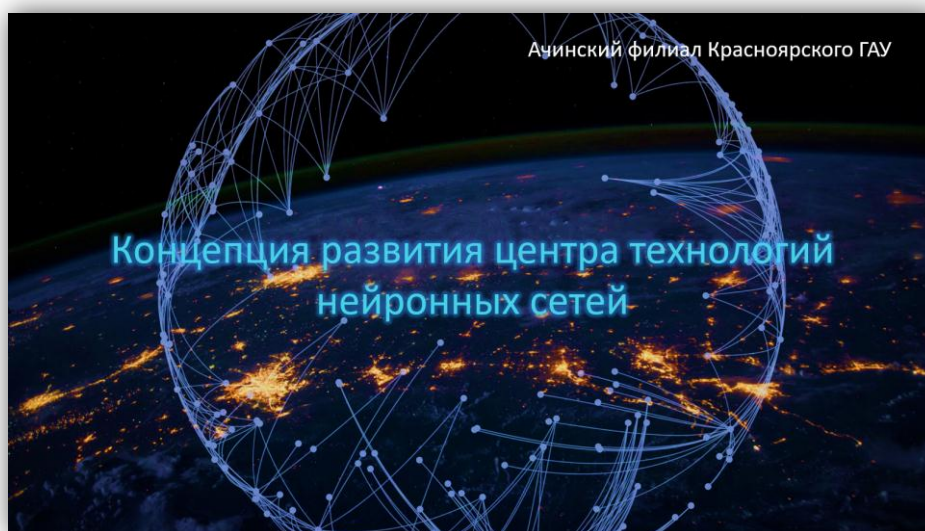 Ачинский филиал Красноярского ГАУ
Концепция развития центра технологий
нейронных сетей